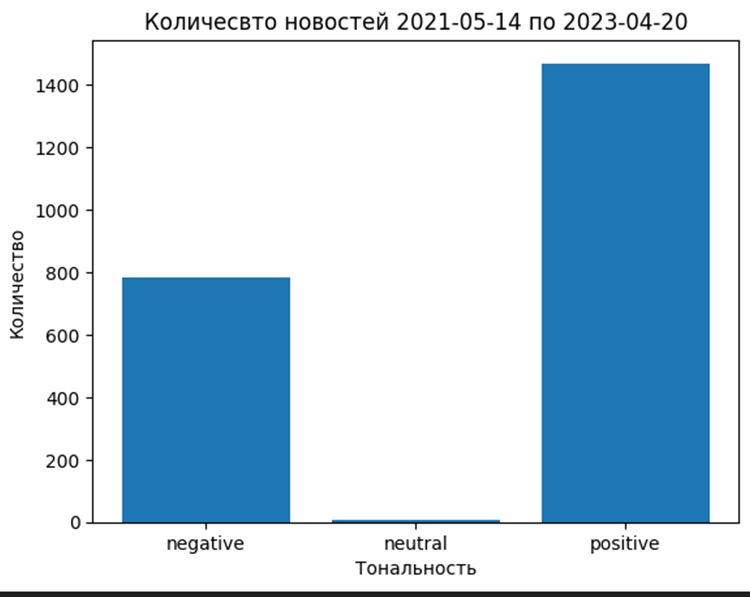 Количесвто новостей 2021-05-14 по 2023-04-20
1400
1200
1000
800
600
400
200
0
Количество
negative
neutral
positive
Тональность